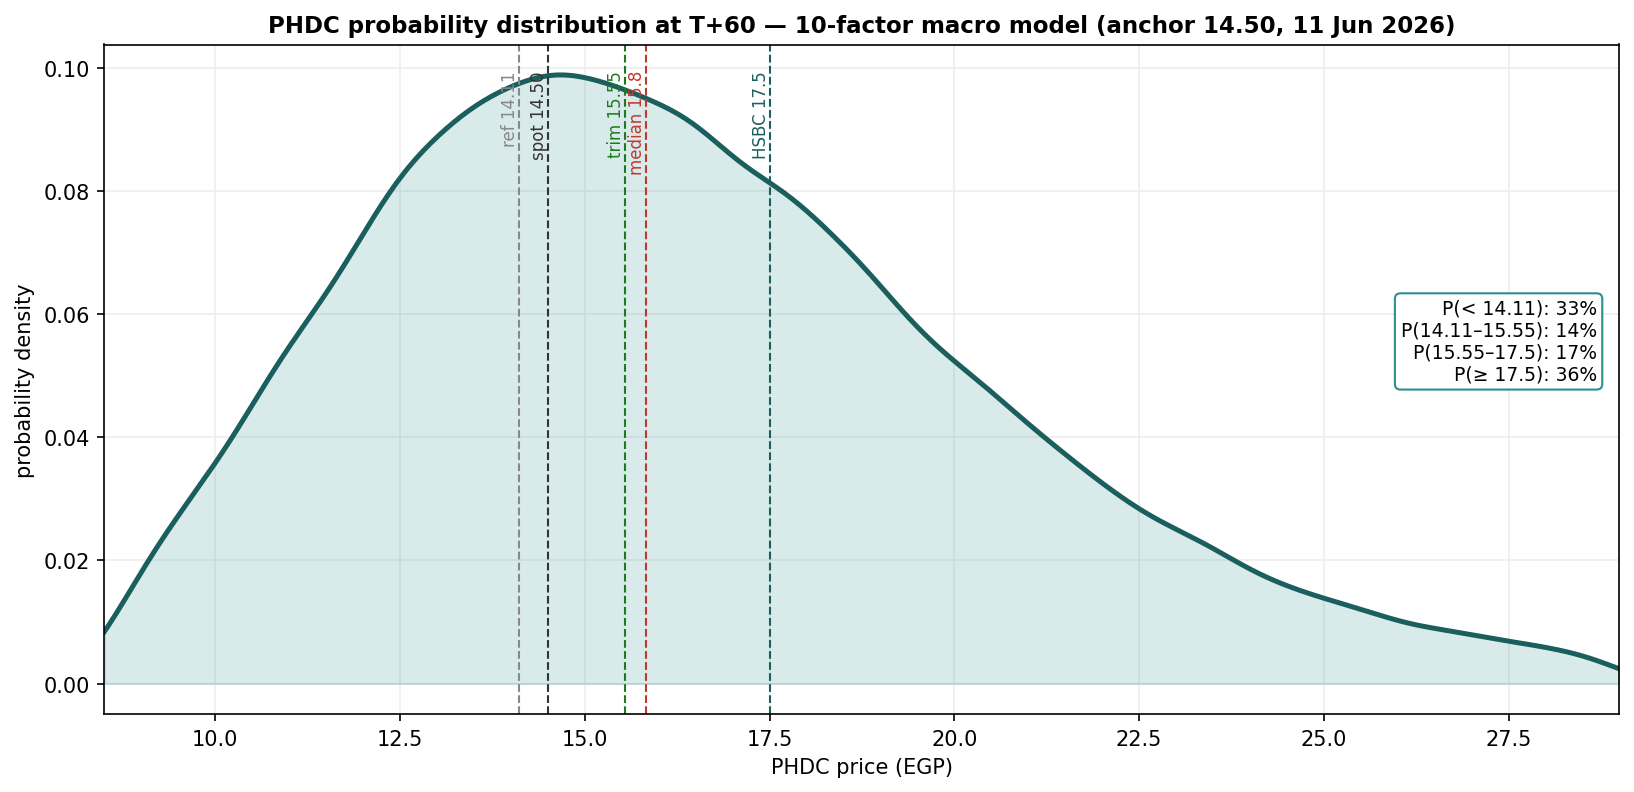 PHDC probability distribution at T+60 — 10-factor macro model (anchor 14.50, 11 Jun 2026)
probability density
0.10
0.08
0.06
0.04
0.02
0.00
ref 14.11
spot 14.50
trim 15.55
median 15.8
HSBC 17.5
P(< 14.11): 33%
P(14.11–15.55): 14%
P(15.55–17.5): 17%
P(≥ 17.5): 36%
10.0
12.5
15.0
17.5
20.0
22.5
25.0
27.5
PHDC price (EGP)